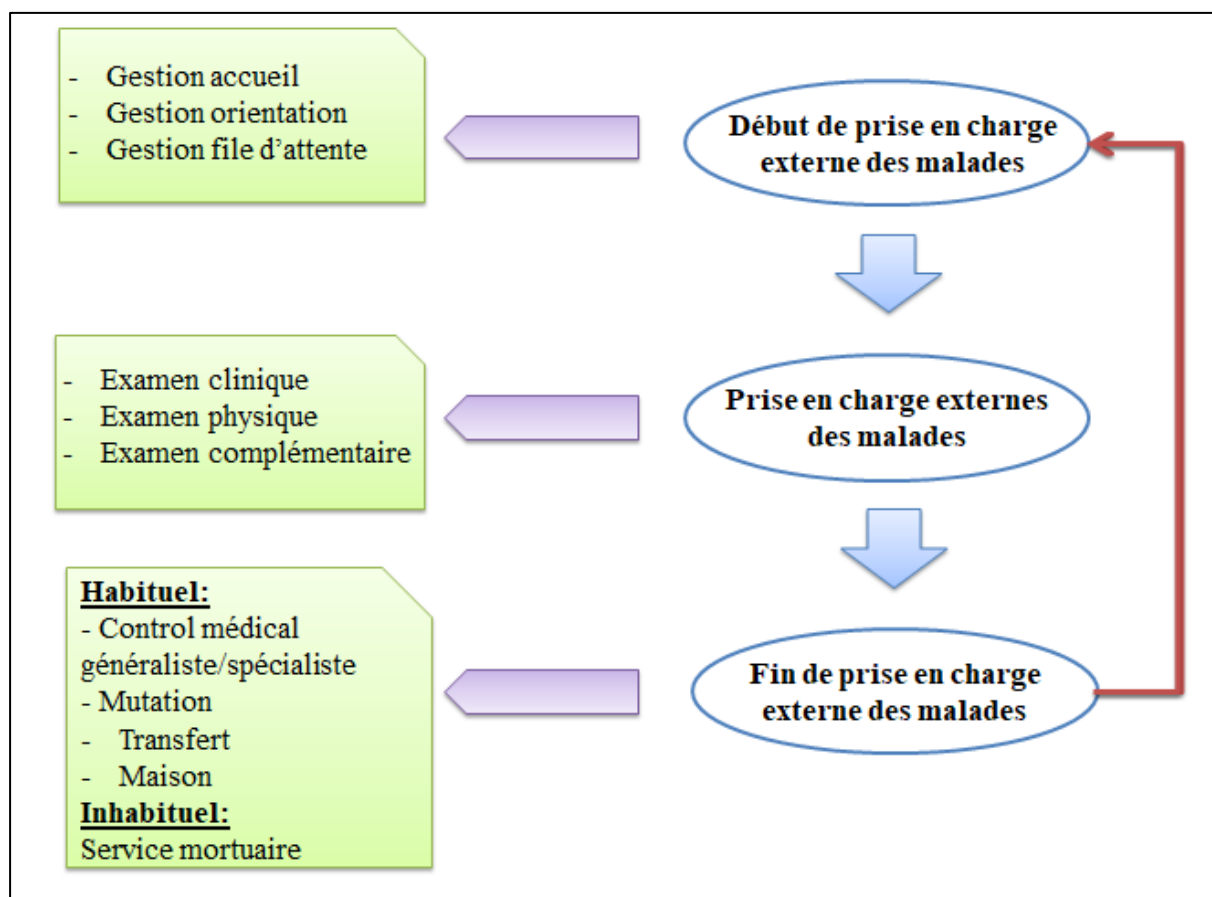 - Gestion accueil
- Gestion orientation
- Gestion file d'attente
Début de prise en charge
externe des malades
- Examen clinique
- Examen physique
- Examen complémentaire
Prise en charge externes
des malades
Habituel:
- Control médical
généraliste/spécialiste
- Mutation
- Transfert
- Maison
Inhabituel:
Service mortuaire
Fin de prise en charge
externe des malades